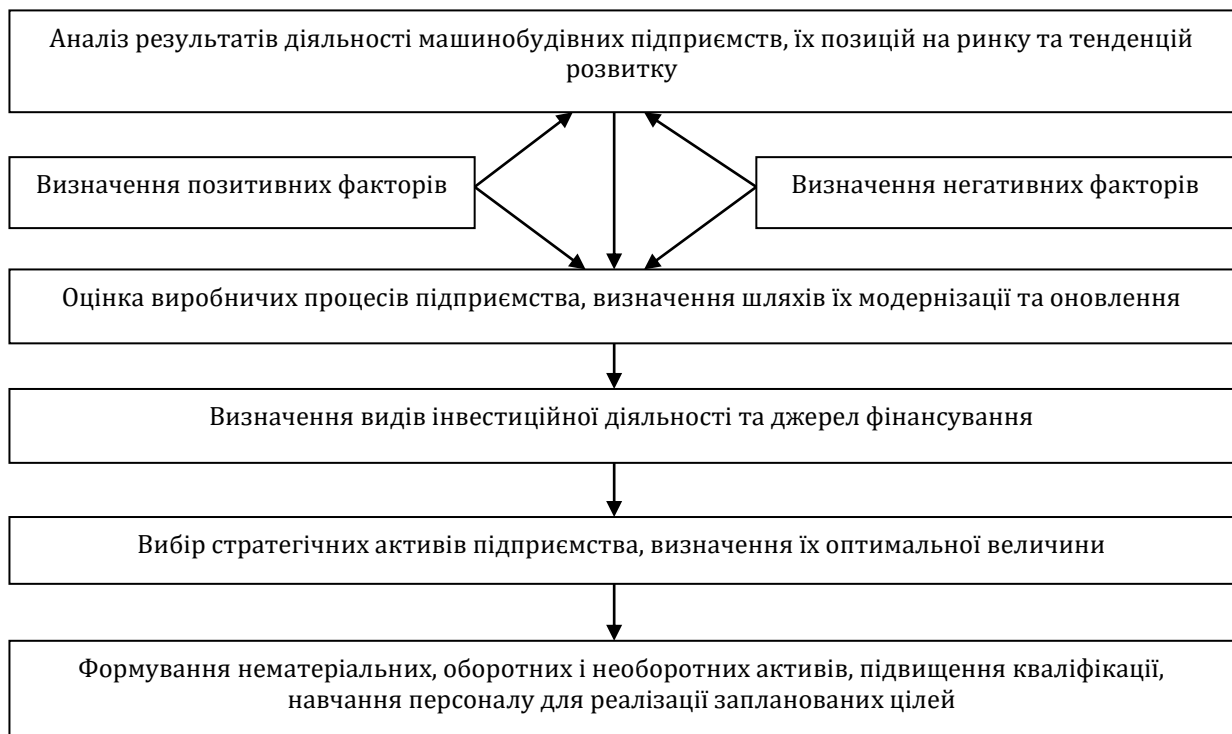 Аналіз результатів діяльності машинобудівних підприємств, їх позицій на ринку та тенденцій
розвитку
Визначення позитивних факторів
Визначення негативних факторів
Оцінка виробничих процесів підприємства, визначення шляхів їх модернізації та оновлення
Визначення видів інвестиційної діяльності та джерел фінансування
Вибір стратегічних активів підприємства, визначення їх оптимальної величини
Формування нематеріальних, оборотних і необоротних активів, підвищення кваліфікації,
навчання персоналу для реалізації запланованих цілей